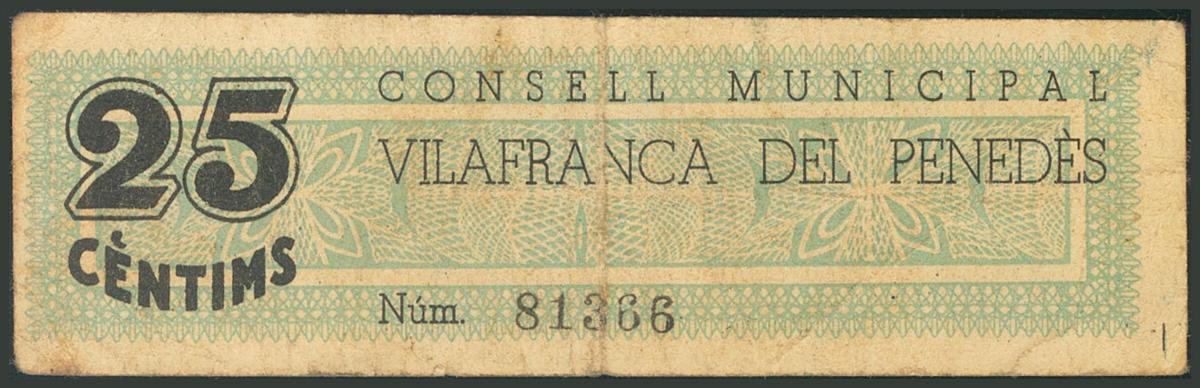 25
CÈNTIMS
CONSELL MUNICIPAL
VILAFRANCA DEL PENEDÈS
Núm. 81366